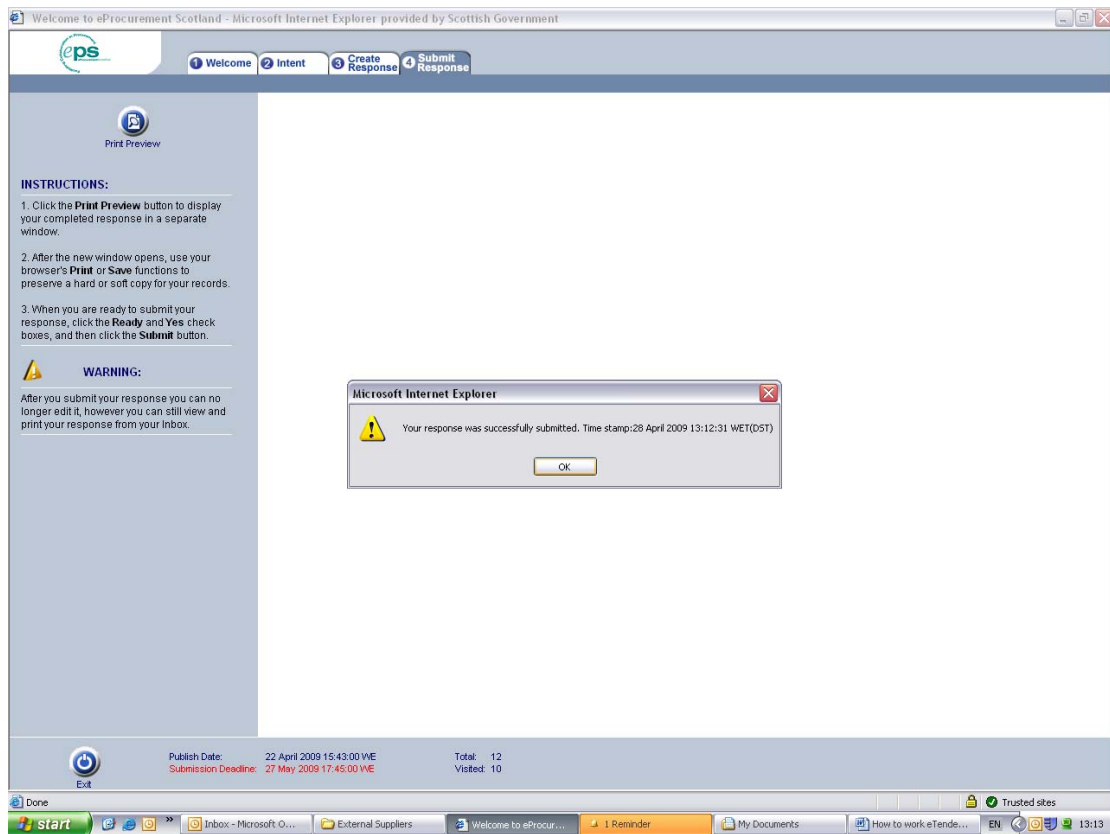 Welcome to eProcurement Scotland - Microsoft Internet Explorer provided by Scottish Government
eps
1 Welcome
2 Intent
3 Create Response
4 Submit Response
Print Preview
INSTRUCTIONS:
1. Click the Print Preview button to display
your completed response in a separate
window.
2. After the new window opens, use your
browser's Print or Save functions to
preserve a hard or soft copy for your records.
3. When you are ready to submit your
response, click the Ready and Yes check
boxes, and then click the Submit button.
WARNING:
After you submit your response you can no
longer edit it, however you can still view and
print your response from your Inbox.
Microsoft Internet Explorer
Your response was successfully submitted. Time stamp:28 April 2009 13:12:31 WET(DST)
OK
Exit
Publish Date: 22 April 2009 15:43:00 WE Total: 12
Submission Deadline: 27 May 2009 17:45:00 WE Visited: 10
Done Trusted sites
start » Inbox - Microsoft O... External Suppliers Welcome to eProcur... 1 Reminder My Documents How to work eTende... EN 13:13